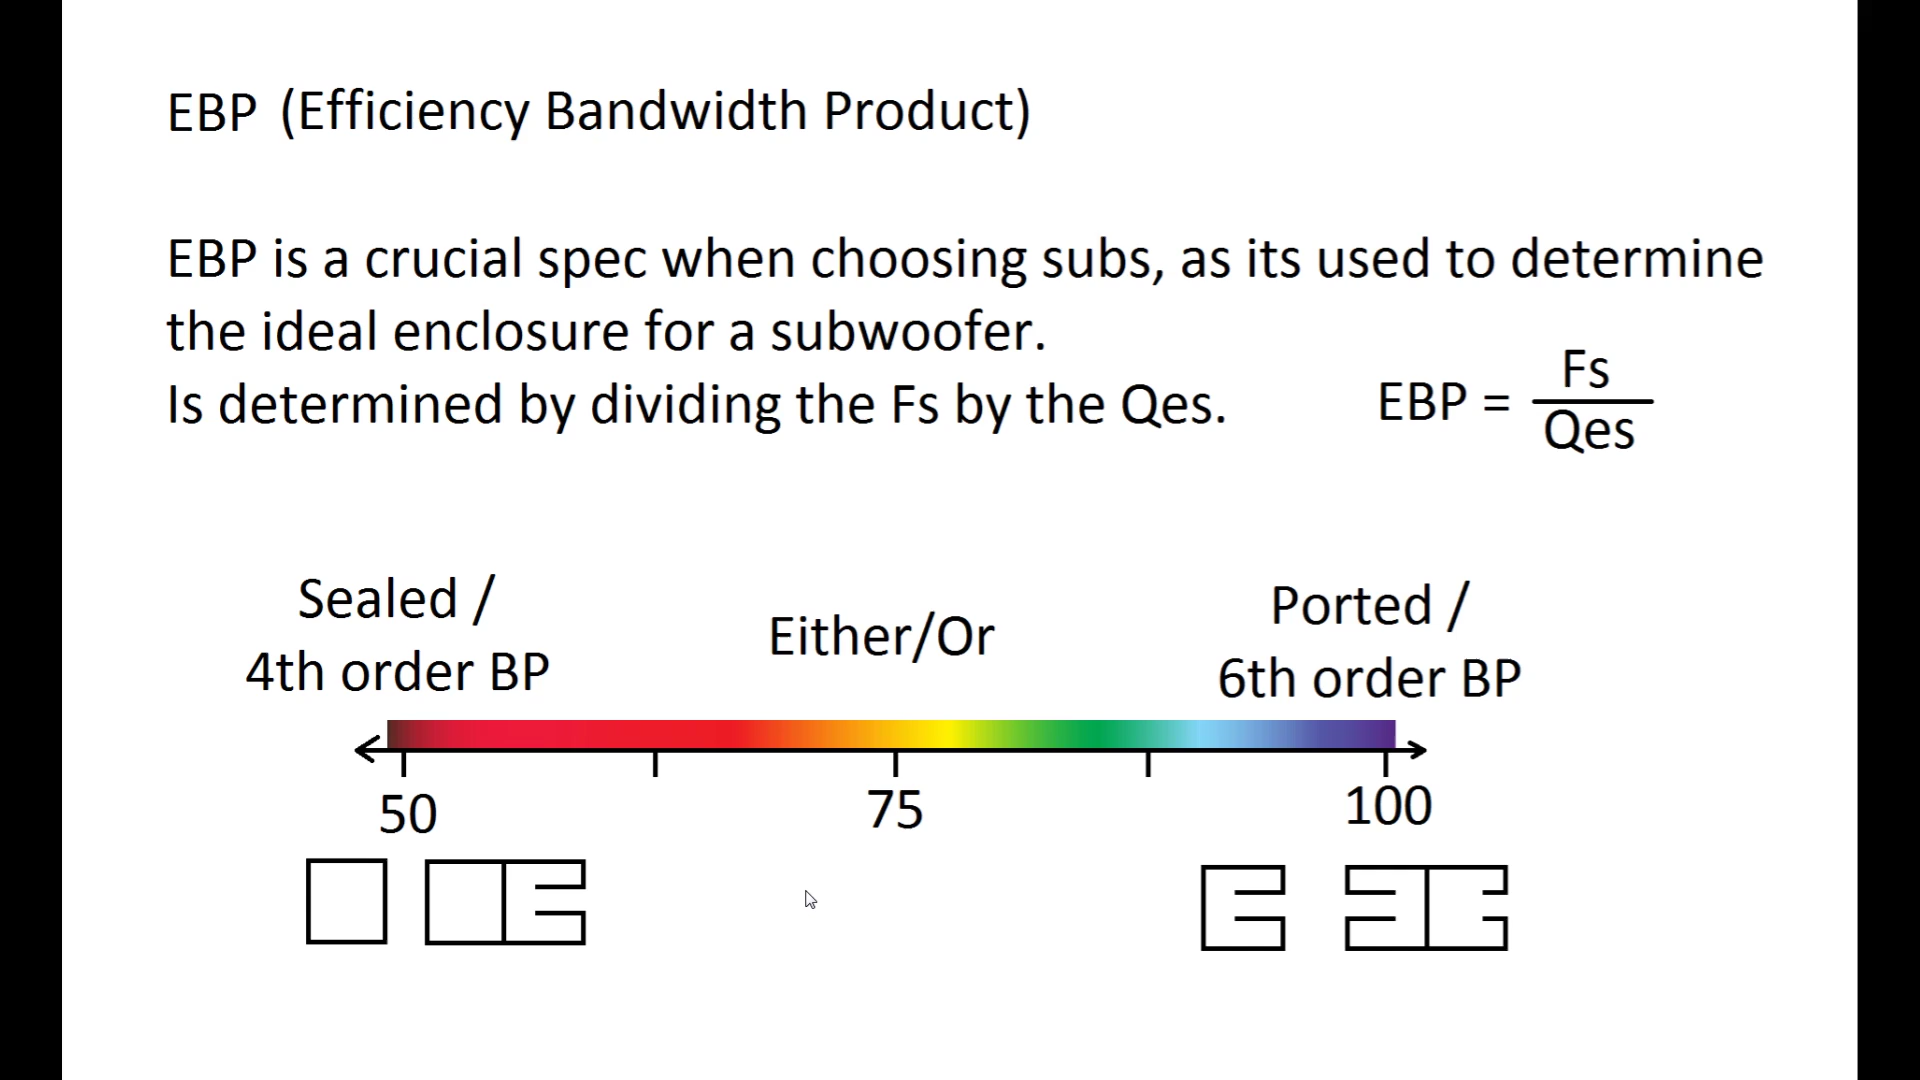 EBP (Efficiency Bandwidth Product)
EBP is a crucial spec when choosing subs, as its used to determine
the ideal enclosure for a subwoofer.
Is determined by dividing the Fs by the Qes.
EBP = Fs
Qes
Sealed /
4th order BP
Either/Or
Ported /
6th order BP
50
75
100